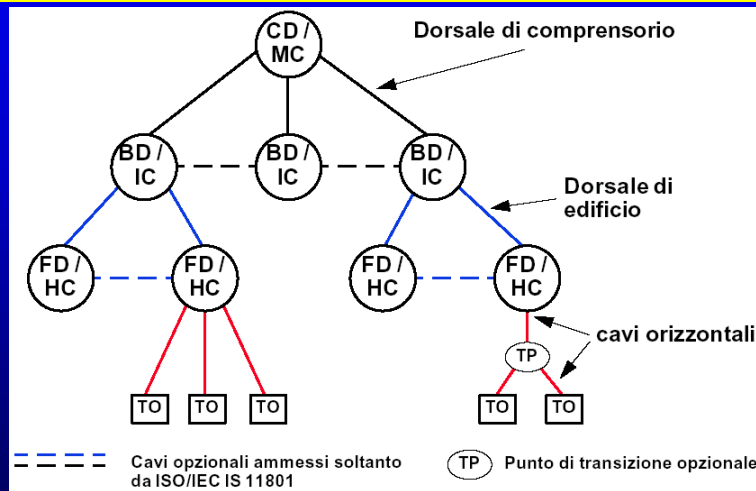 CD /
MC
Dorsale di comprensorio
BD /
IC
BD /
IC
BD /
IC
Dorsale di
edificio
FD /
HC
FD /
HC
FD /
HC
FD /
HC
cavi orizzontali
TP
TO
TO
TO
TO
TO
Cavi opzionali ammessi soltanto
da ISO/IEC IS 11801
TP
Punto di transizione opzionale